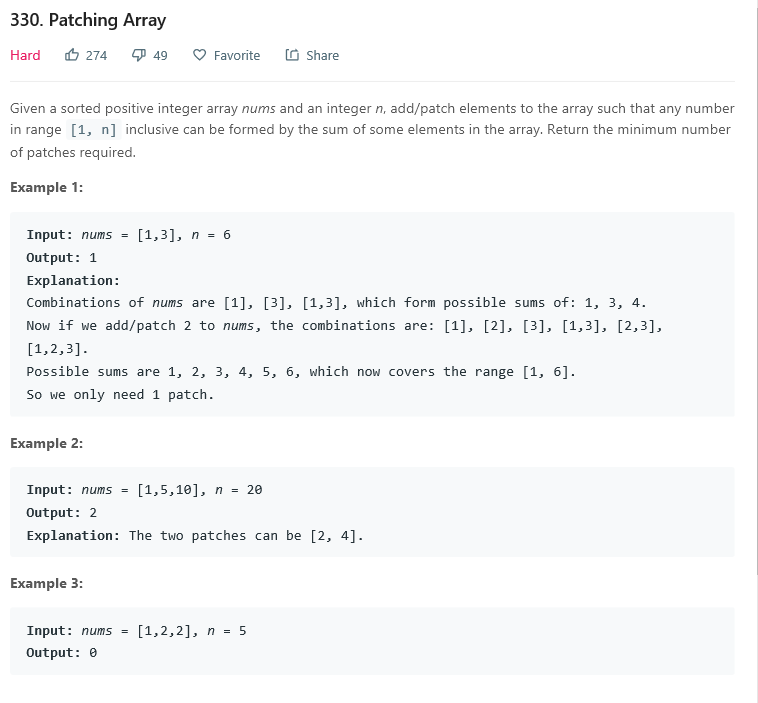 330. Patching Array
Hard 274 49 Favorite Share
Given a sorted positive integer array nums and an integer n, add/patch elements to the array such that any number
in range [1, n] inclusive can be formed by the sum of some elements in the array. Return the minimum number
of patches required.
Example 1:
Input: nums = [1,3], n = 6
Output: 1
Explanation:
Combinations of nums are [1], [3], [1,3], which form possible sums of: 1, 3, 4.
Now if we add/patch 2 to nums, the combinations are: [1], [2], [3], [1,3], [2,3],
[1,2,3].
Possible sums are 1, 2, 3, 4, 5, 6, which now covers the range [1, 6].
So we only need 1 patch.
Example 2:
Input: nums = [1,5,10], n = 20
Output: 2
Explanation: The two patches can be [2, 4].
Example 3:
Input: nums = [1,2,2], n = 5
Output: 0